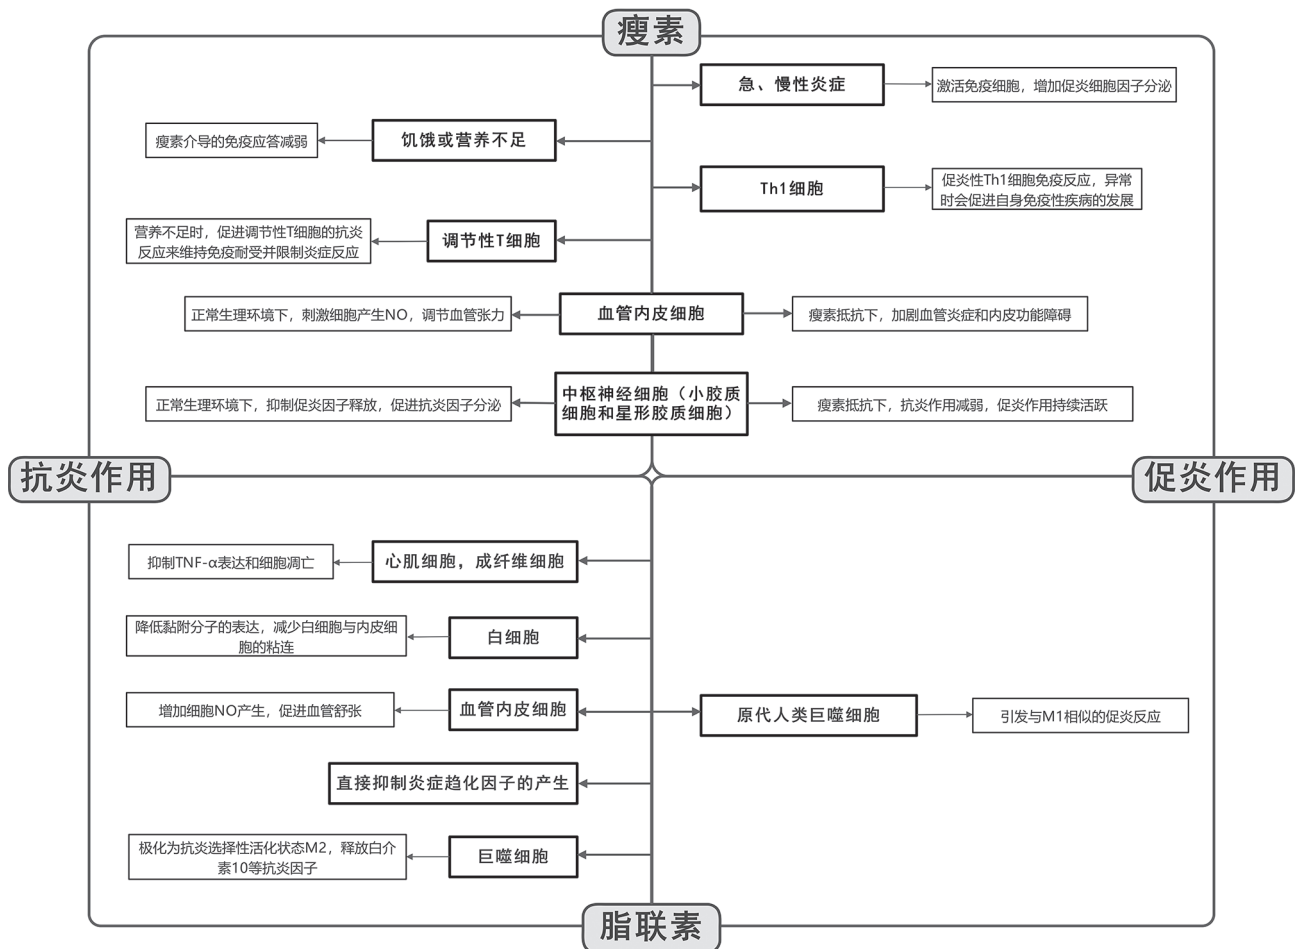 瘦素
急、慢性炎症
激活免疫细胞，增加促炎细胞因子分泌
饥饿或营养不足
瘦素介导的免疫应答减弱
Th1细胞
促炎性Th1细胞免疫反应，异常
时会促进自身免疫性疾病的发展
调节性T细胞
营养不足时，促进调节性T细胞的抗炎
反应来维持免疫耐受并限制炎症反应
正常生理环境下，刺激细胞产生NO，调节血管张力
血管内皮细胞
瘦素抵抗下，加剧血管炎症和内皮功能障碍
正常生理环境下，抑制促炎因子释放，促进抗炎因子分泌
中枢神经细胞（小胶质
细胞和星形胶质细胞）
瘦素抵抗下，抗炎作用减弱，促炎作用持续活跃
抗炎作用
促炎作用
抑制TNF-α表达和细胞凋亡
心肌细胞，成纤维细胞
降低黏附分子的表达，减少白细胞与内皮细
胞的粘连
白细胞
增加细胞NO产生，促进血管舒张
血管内皮细胞
原代人类巨噬细胞
引发与M1相似的促炎反应
直接抑制炎症趋化因子的产生
极化为抗炎选择性活化状态M2，释放白介
素10等抗炎因子
巨噬细胞
脂联素